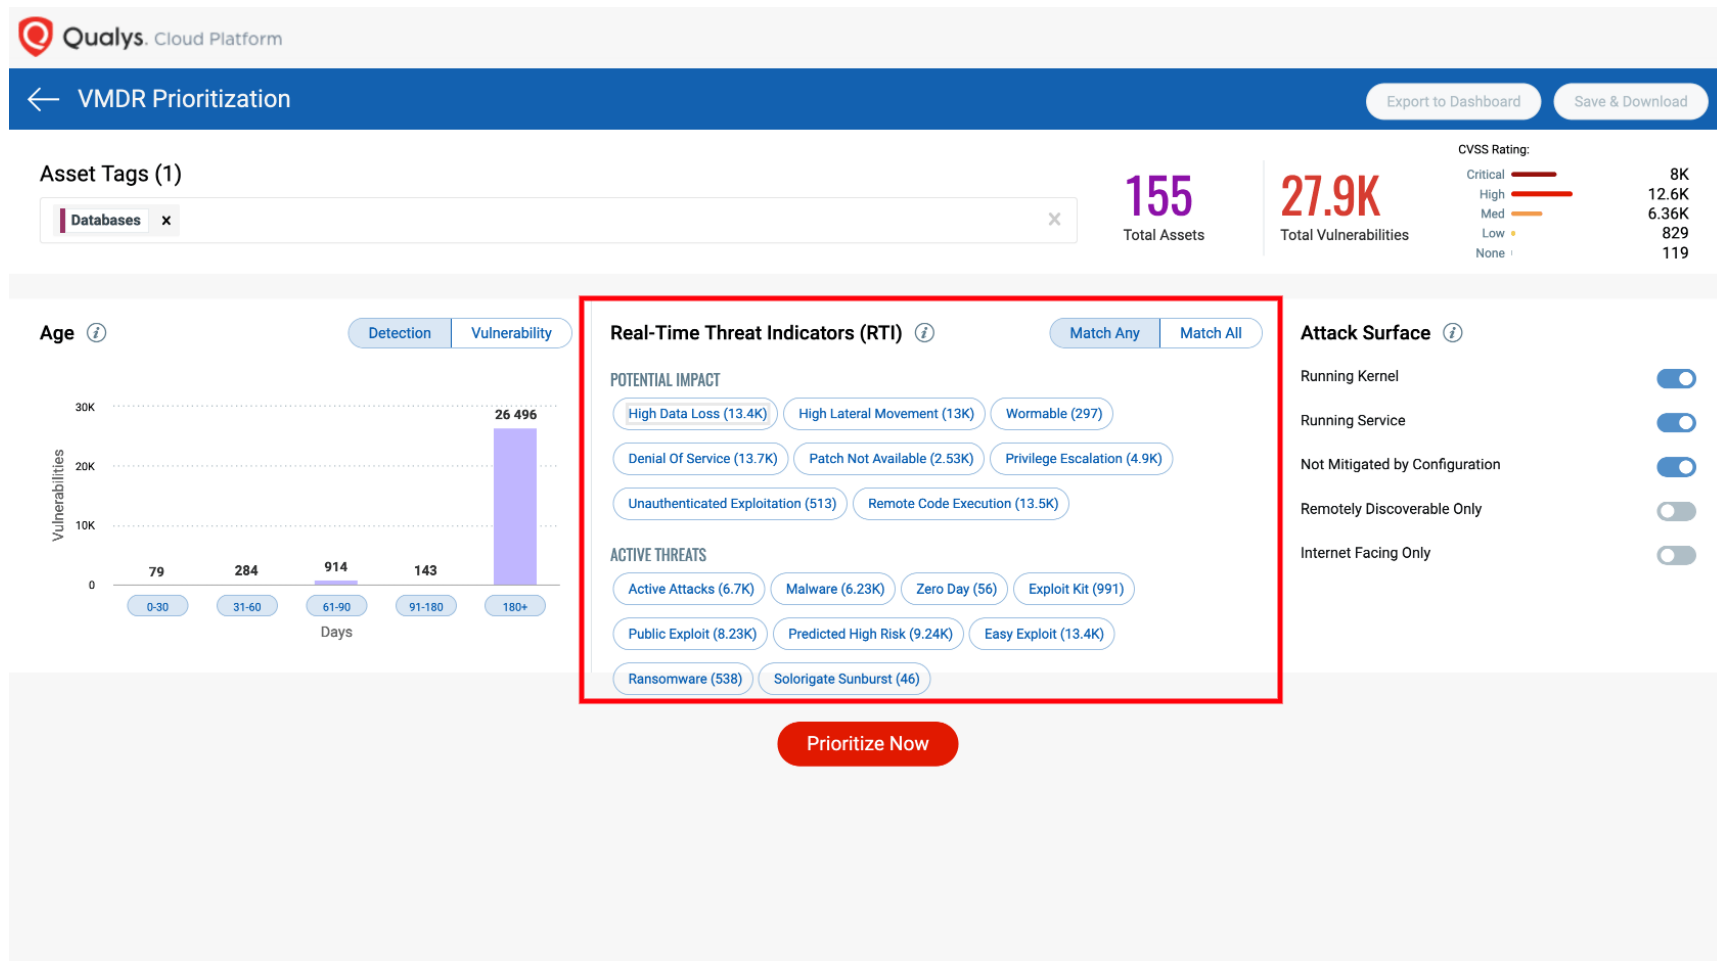 Qualys. Cloud Platform
VMDR Prioritization
Export to Dashboard
Save & Download
Asset Tags (1)
Databases ×
×
155
Total Assets
27.9K
Total Vulnerabilities
CVSS Rating:
Critical 8K
High 12.6K
Med 6.36K
Low 829
None 119
Age i
Detection Vulnerability
Vulnerabilities
30K
20K
10K
0
79 284 914 143 26 496
0-30 31-60 61-90 91-180 180+
Days
Real-Time Threat Indicators (RTI) i
Match Any Match All
POTENTIAL IMPACT
High Data Loss (13.4K) High Lateral Movement (13K) Wormable (297)
Denial Of Service (13.7K) Patch Not Available (2.53K) Privilege Escalation (4.9K)
Unauthenticated Exploitation (513) Remote Code Execution (13.5K)
ACTIVE THREATS
Active Attacks (6.7K) Malware (6.23K) Zero Day (56) Exploit Kit (991)
Public Exploit (8.23K) Predicted High Risk (9.24K) Easy Exploit (13.4K)
Ransomware (538) Solorigate Sunburst (46)
Attack Surface i
Running Kernel
Running Service
Not Mitigated by Configuration
Remotely Discoverable Only
Internet Facing Only
Prioritize Now